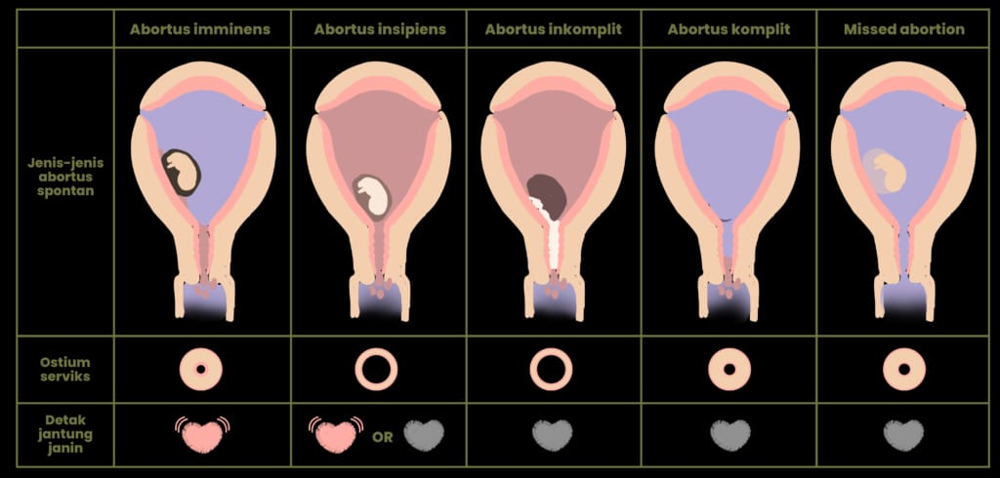 Abortus imminens
Abortus insipiens
Abortus inkomplit
Abortus komplit
Missed abortion
Jenis-jenis
abortus
spontan
Ostium
serviks
Detak
jantung
janin
OR